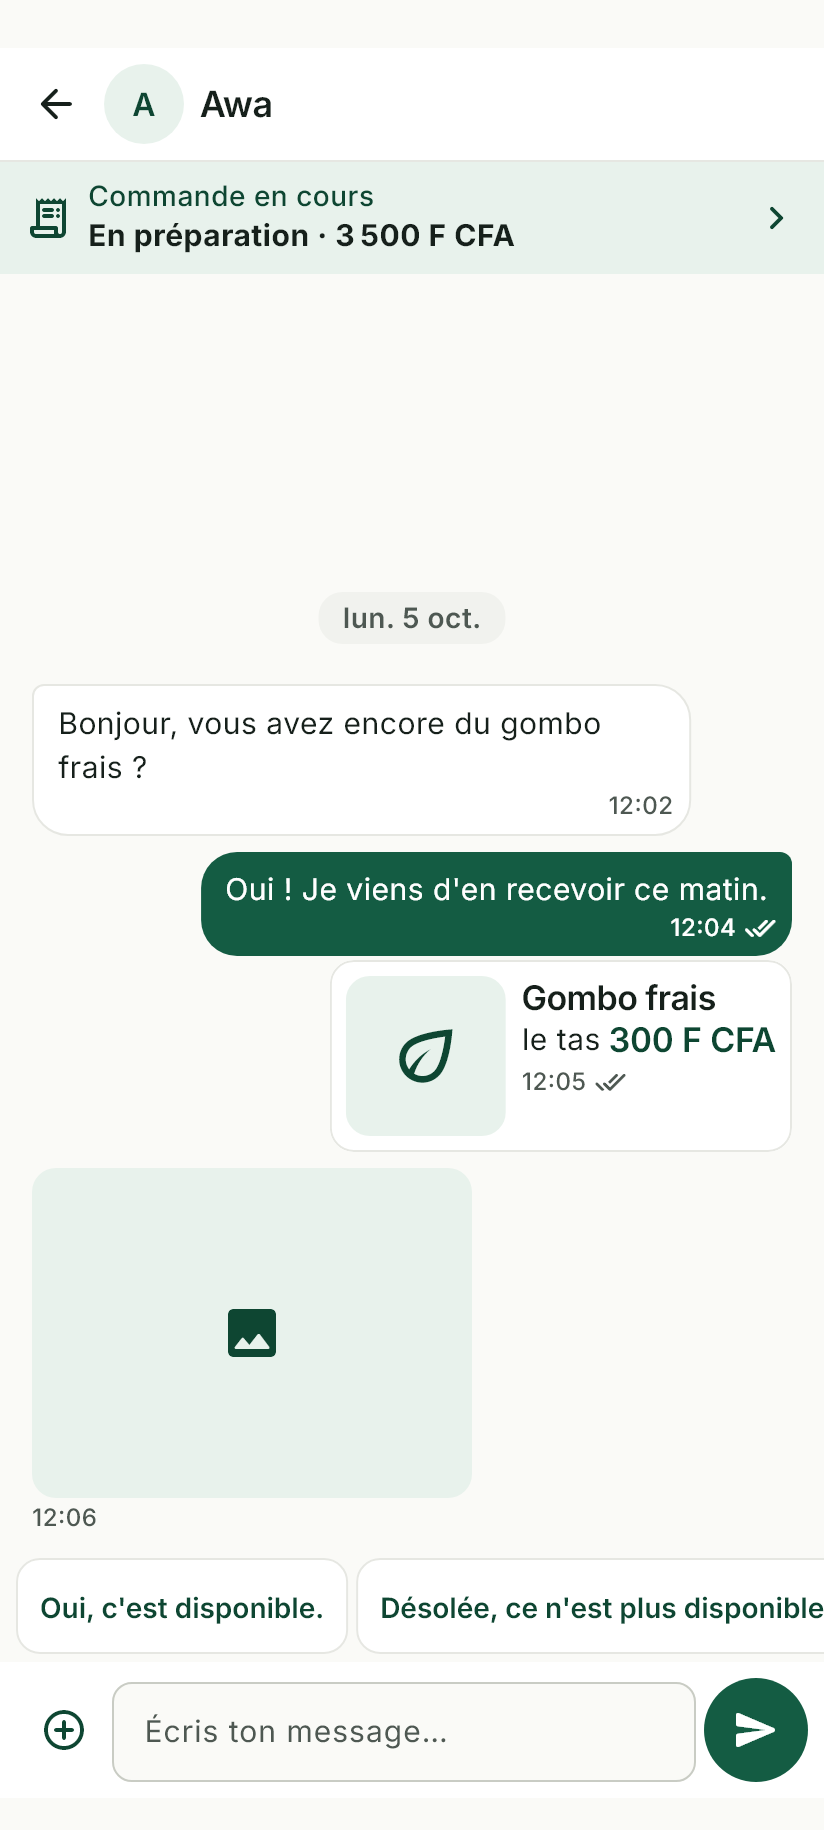 A
Awa
Commande en cours
En préparation · 3 500 F CFA
lun. 5 oct.
Bonjour, vous avez encore du gombo
frais ?
12:02
Oui ! Je viens d'en recevoir ce matin.
12:04
Gombo frais
le tas 300 F CFA
12:05
12:06
Oui, c'est disponible.
Désolée, ce n'est plus disponible
Écris ton message...